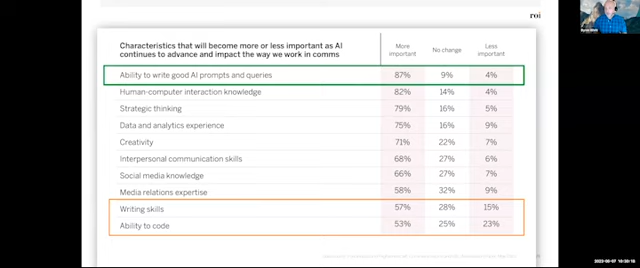 roi
Characteristics that will become more or less important as AI
continues to advance and impact the way we work in comms
More
important
No change
Less
important
Ability to write good AI prompts and queries 87% 9% 4%
Human-computer interaction knowledge 82% 14% 4%
Strategic thinking 79% 16% 5%
Data and analytics experience 75% 16% 9%
Creativity 71% 22% 7%
Interpersonal communication skills 68% 27% 6%
Social media knowledge 66% 27% 7%
Media relations expertise 58% 32% 9%
Writing skills 57% 28% 15%
Ability to code 53% 25% 23%